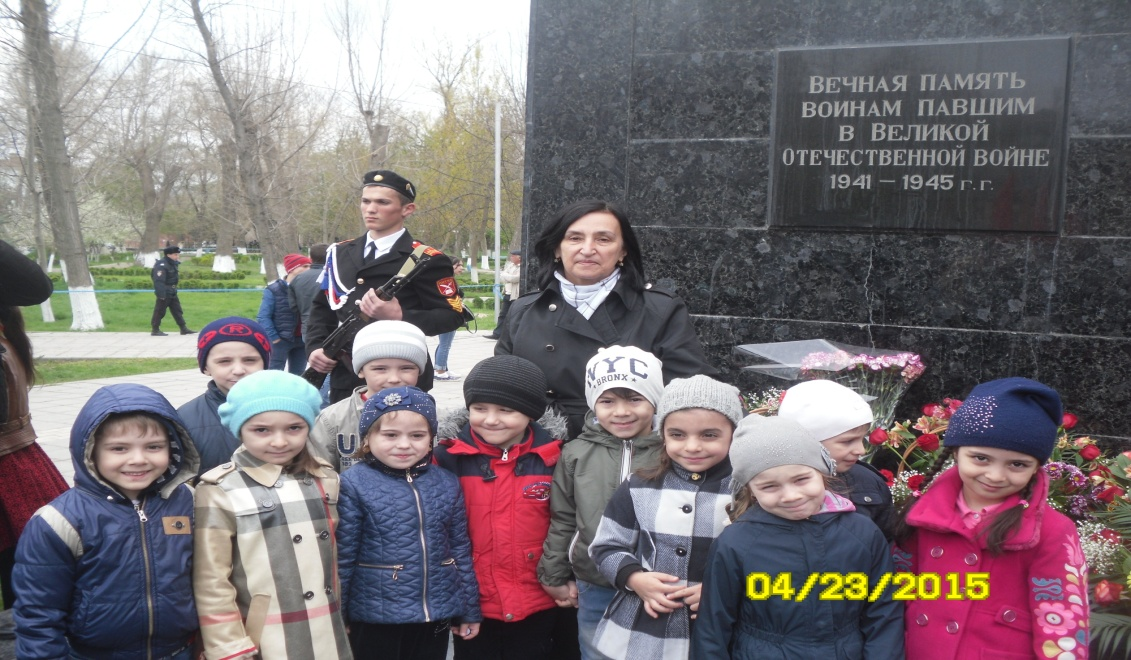 ВЕЧНАЯ ПАМЯТЬ
ВОИНАМ ПАВШИМ
В ВЕЛИКОЙ
ОТЕЧЕСТВЕННОЙ ВОЙНЕ
1941 – 1945 г.г.
R
NYC
BRONX
U
04/23/2015